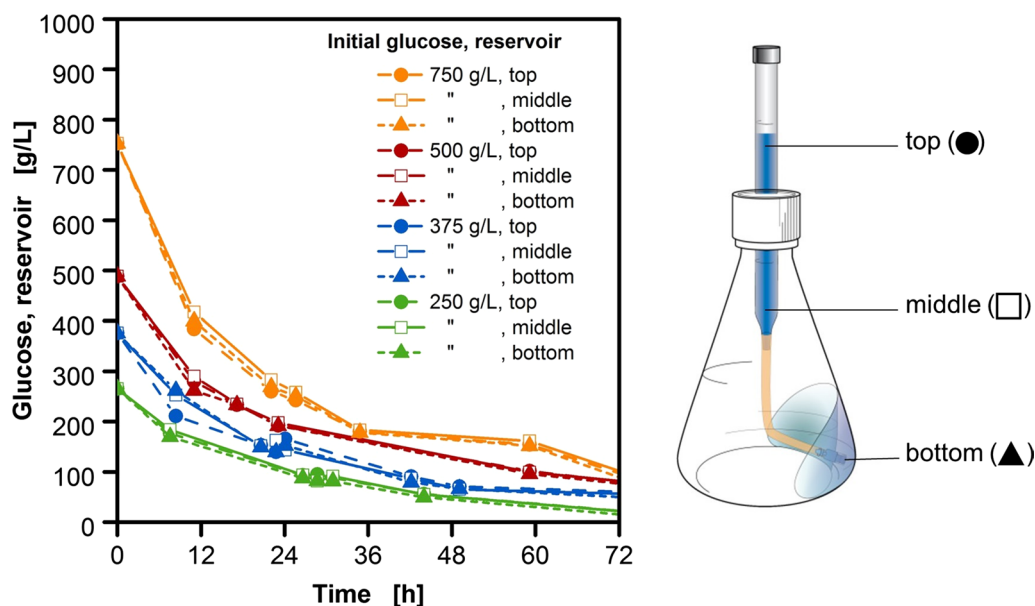 1000
900
800
700
600
500
400
300
200
100
0
Glucose, reservoir [g/L]
0 12 24 36 48 60 72
Time [h]
Initial glucose, reservoir
750 g/L, top
" , middle
" , bottom
500 g/L, top
" , middle
" , bottom
375 g/L, top
" , middle
" , bottom
250 g/L, top
" , middle
" , bottom
top (●)
middle (□)
bottom (▲)